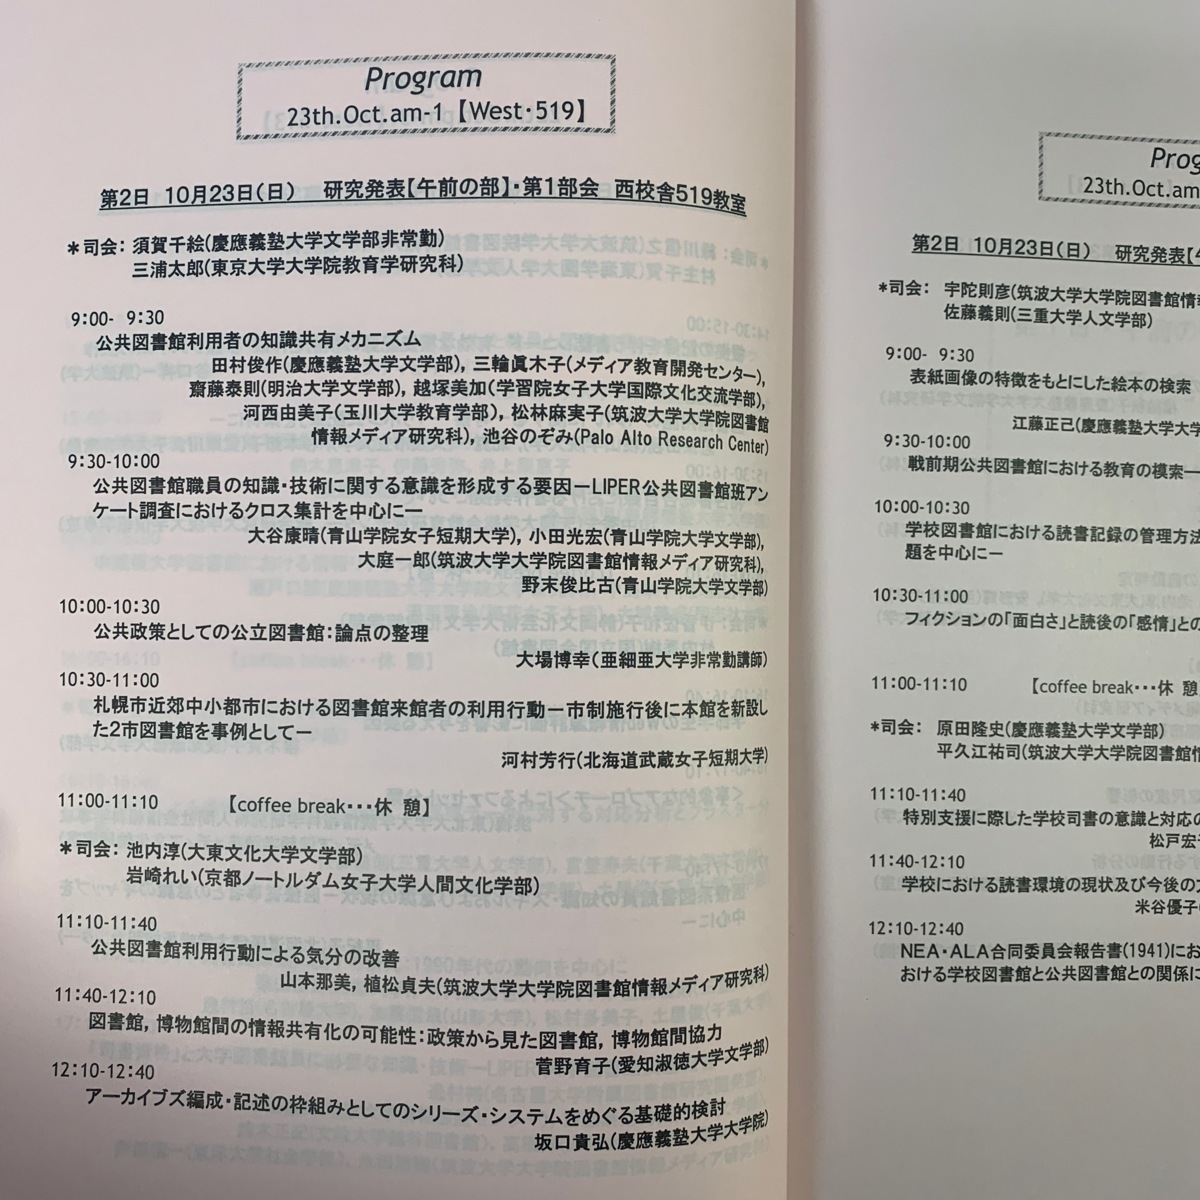 Program
23th.Oct.am-1【West・519】
第2日 10月23日(日) 研究発表【午前の部】・第1部会 西校舎519教室
＊司会: 須賀千絵(慶應義塾大学文学部非常勤)
三浦太郎(東京大学大学院教育学研究科)
9:00- 9:30
公共図書館利用者の知識共有メカニズム
田村俊作(慶應義塾大学文学部), 三輪眞木子(メディア教育開発センター),
齋藤泰則(明治大学文学部), 越塚美加(学習院女子大学国際文化交流学部),
河西由美子(玉川大学教育学部), 松林麻実子(筑波大学大学院図書館
情報メディア研究科), 池谷のぞみ(Palo Alto Research Center)
9:30-10:00
公共図書館職員の知識・技術に関する意識を形成する要因－LIPER公共図書館班アン
ケート調査におけるクロス集計を中心に－
大谷康晴(青山学院女子短期大学), 小田光宏(青山学院大学文学部),
大庭一郎(筑波大学大学院図書館情報メディア研究科),
野末俊比古(青山学院大学文学部)
10:00-10:30
公共政策としての公立図書館:論点の整理
大場博幸(亜細亜大学非常勤講師)
10:30-11:00
札幌市近郊中小都市における図書館来館者の利用行動－市制施行後に本館を新設し
た2市図書館を事例として－
河村芳行(北海道武蔵女子短期大学)
11:00-11:10 【coffee break･･･休 憩】
＊司会: 池内淳(大東文化大学文学部)
岩崎れい(京都ノートルダム女子大学人間文化学部)
11:10-11:40
公共図書館利用行動による気分の改善
山本那美, 植松貞夫(筑波大学大学院図書館情報メディア研究科)
11:40-12:10
図書館, 博物館間の情報共有化の可能性:政策から見た図書館, 博物館間協力
菅野育子(愛知淑徳大学文学部)
12:10-12:40
アーカイブズ編成・記述の枠組みとしてのシリーズ・システムをめぐる基礎的検討
坂口貴弘(慶應義塾大学大学院)
Prog
23th.Oct.am
第2日 10月23日(日) 研究発表【
＊司会: 宇陀則彦(筑波大学大学院図書館情
佐藤義則(三重大学人文学部)
9:00- 9:30
表紙画像の特徴をもとにした絵本の検索
江藤正己(慶應義塾大学大学
9:30-10:00
戦前期公共図書館における教育の模索－
10:00-10:30
学校図書館における読書記録の管理方法
題を中心に－
10:30-11:00
フィクションの「面白さ」と読後の「感情」との
11:00-11:10 【coffee break･･･休 憩
＊司会: 原田隆史(慶應義塾大学文学部)
平久江祐司(筑波大学大学院図書館情
11:10-11:40
特別支援に際した学校司書の意識と対応の
松戸宏
11:40-12:10
学校における読書環境の現状及び今後の
米谷優子
12:10-12:40
NEA・ALA合同委員会報告書(1941)にお
おける学校図書館と公共図書館との関係に